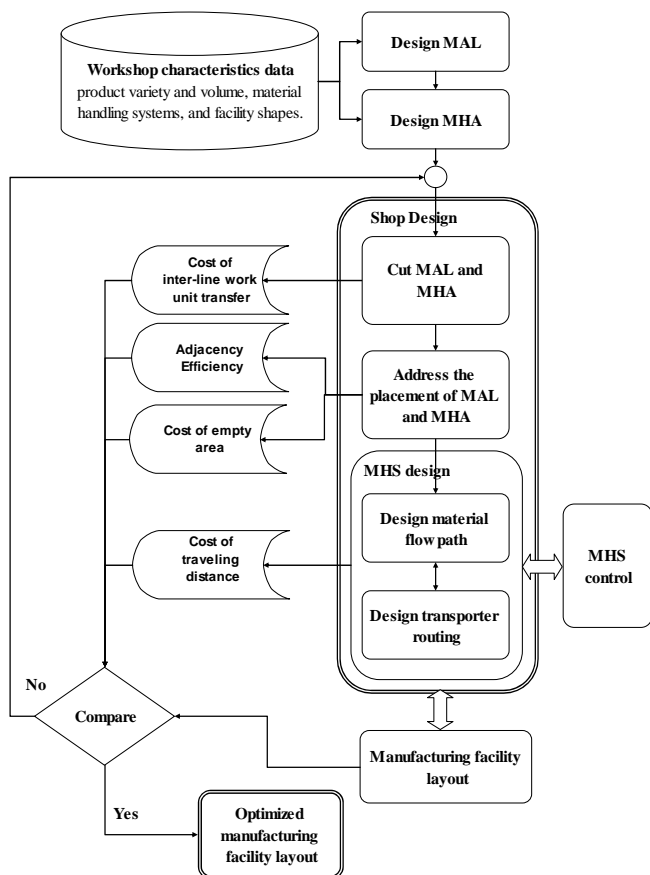 Workshop characteristics data
product variety and volume, material
handling systems, and facility shapes.
Design MAL
Design MHA
Shop Design
Cut MAL and
MHA
Cost of
inter-line work
unit transfer
Adjacency
Efficiency
Address the
placement of MAL
and MHA
Cost of empty
area
MHS design
Design material
flow path
Cost of
traveling
distance
MHS
control
Design transporter
routing
No
Compare
Manufacturing facility
layout
Yes
Optimized
manufacturing
facility layout